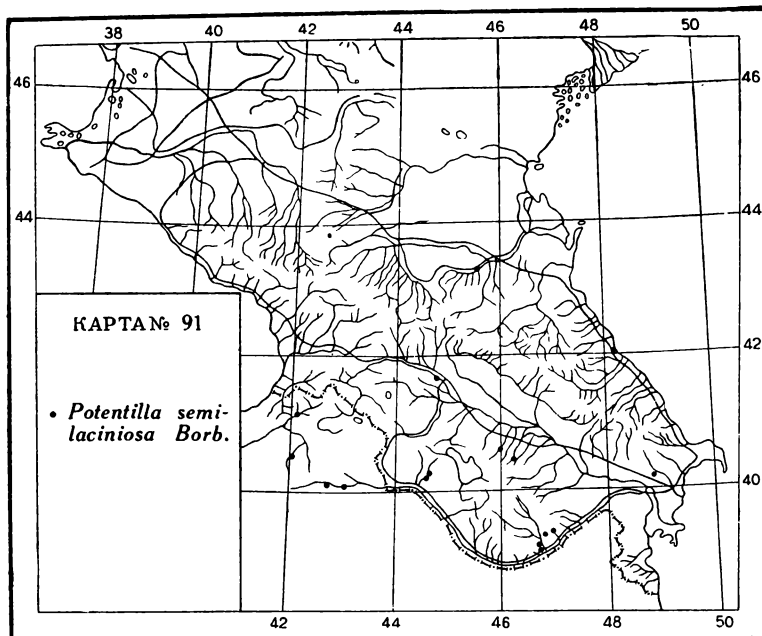 38 40 42 44 46 48 50
46 46
44 44
КАРТА № 91
42
• Potentilla semi-
laciniosa Borb.
40
42 44 46 48 50